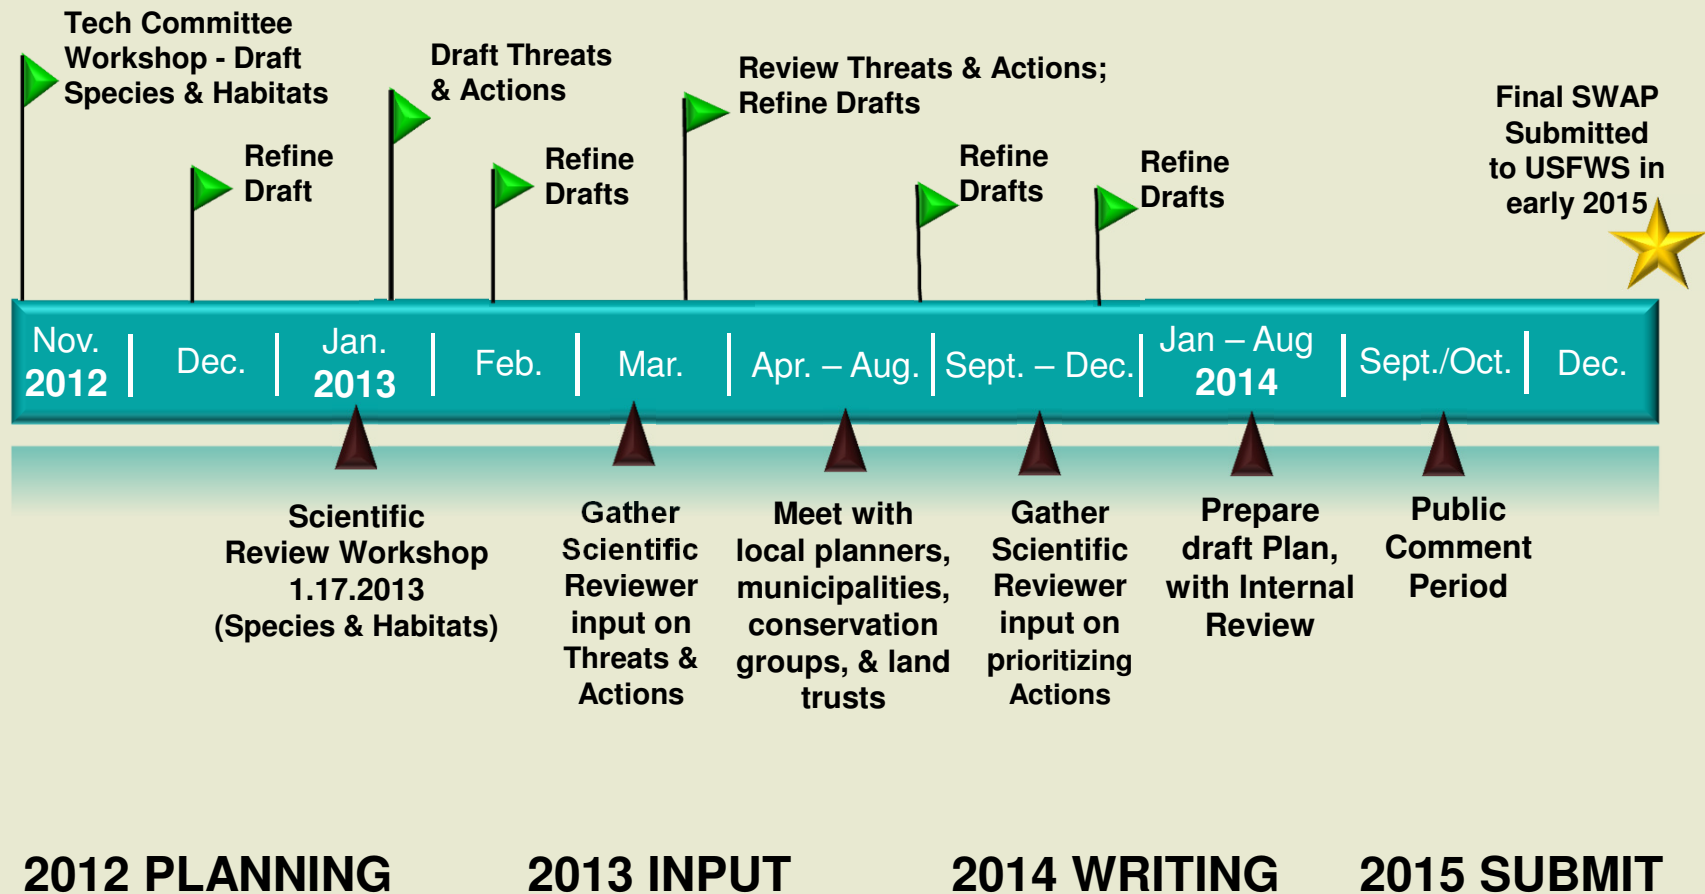 Tech Committee
Workshop - Draft
Species & Habitats
Refine
Draft
Draft Threats
& Actions
Refine
Drafts
Review Threats & Actions;
Refine Drafts
Refine
Drafts
Refine
Drafts
Final SWAP
Submitted
to USFWS in
early 2015
Nov.
2012
Dec.
Jan.
2013
Feb.
Mar.
Apr. – Aug.
Sept. – Dec.
Jan – Aug
2014
Sept./Oct.
Dec.
Scientific
Review Workshop
1.17.2013
(Species & Habitats)
Gather
Scientific
Reviewer
input on
Threats &
Actions
Meet with
local planners,
municipalities,
conservation
groups, & land
trusts
Gather
Scientific
Reviewer
input on
prioritizing
Actions
Prepare
draft Plan,
with Internal
Review
Public
Comment
Period
2012 PLANNING
2013 INPUT
2014 WRITING
2015 SUBMIT